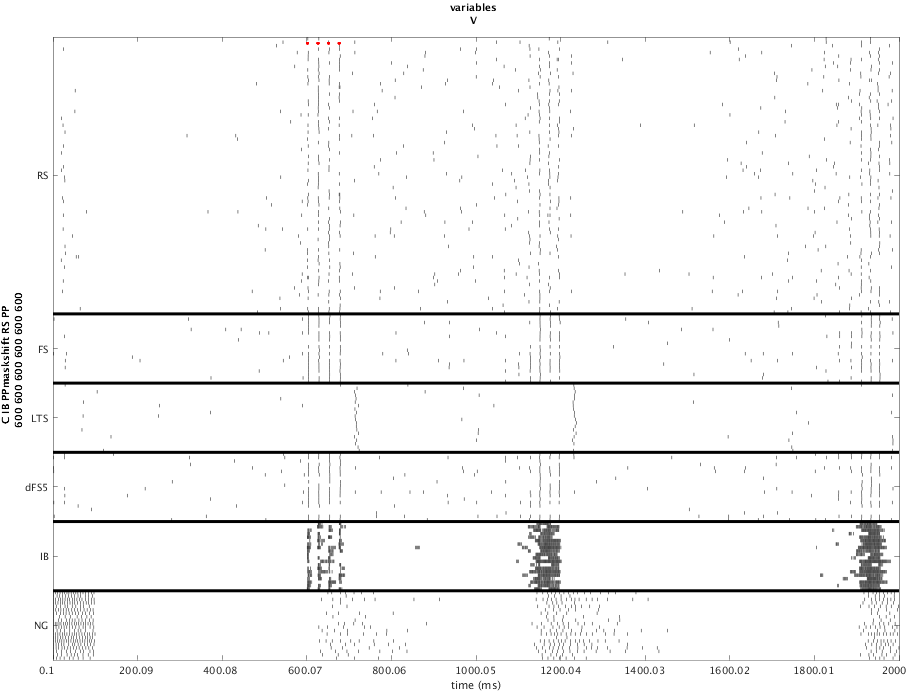 variables
V
C IB PPmaskshift RS PP
600 600 600 600 600 600 600
RS
FS
LTS
dFS5
IB
NG
0.1 200.09 400.08 600.07 800.06 1000.05 1200.04 1400.03 1600.02 1800.01 2000
time (ms)